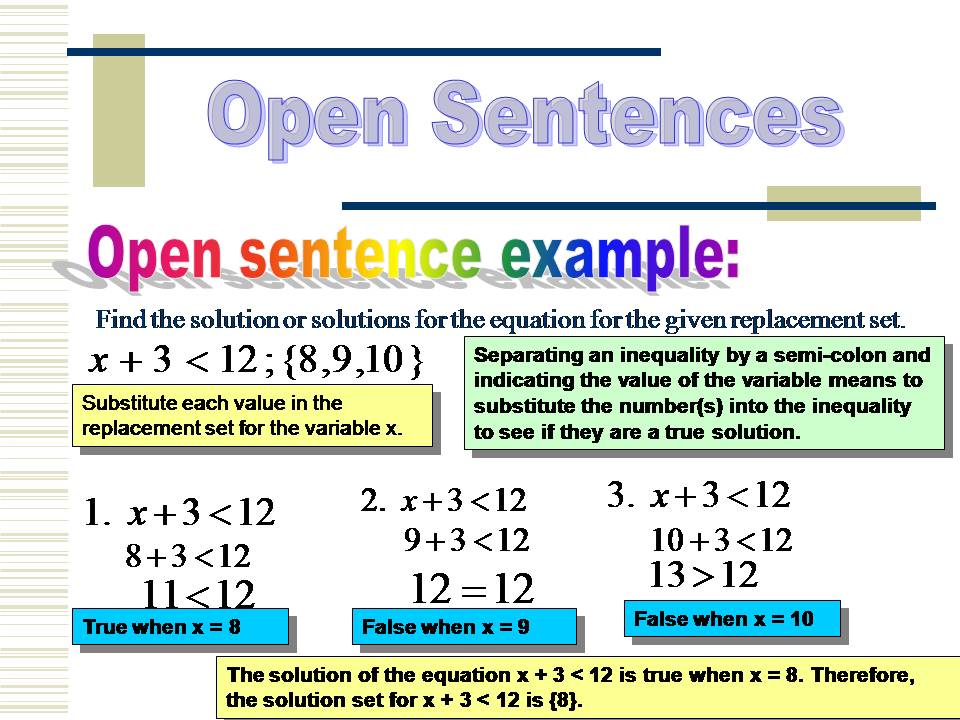 Open Sentences
Open sentence example:
Find the solution or solutions for the equation for the given replacement set.
x + 3 < 12 ; {8,9,10}
Separating an inequality by a semi-colon and
indicating the value of the variable means to
substitute the number(s) into the inequality
to see if they are a true solution.
Substitute each value in the
replacement set for the variable x.
1. x + 3 < 12
8 + 3 < 12
11 < 12
True when x = 8
2. x + 3 < 12
9 + 3 < 12
12 = 12
False when x = 9
3. x + 3 < 12
10 + 3 < 12
13 > 12
False when x = 10
The solution of the equation x + 3 < 12 is true when x = 8. Therefore,
the solution set for x + 3 < 12 is {8}.